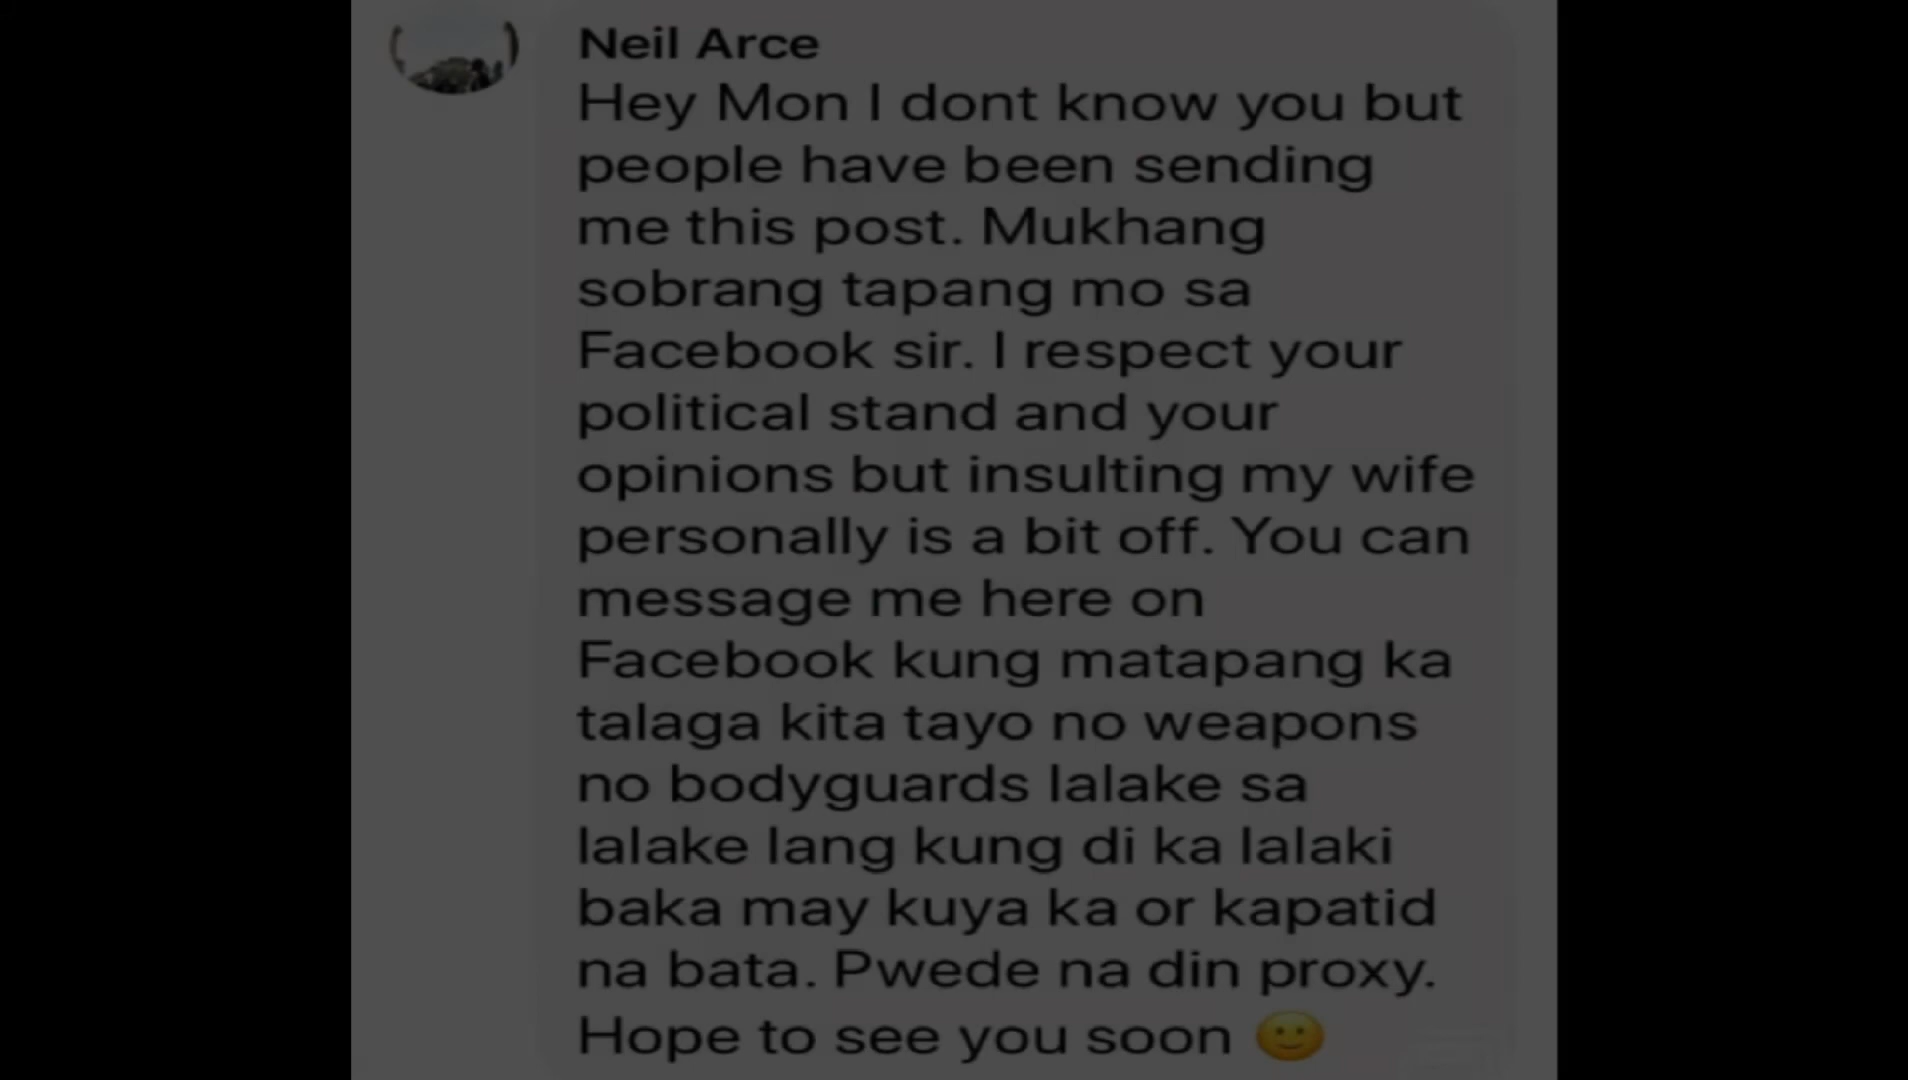 Neil Arce
Hey Mon I dont know you but
people have been sending
me this post. Mukhang
sobrang tapang mo sa
Facebook sir. I respect your
political stand and your
opinions but insulting my wife
personally is a bit off. You can
message me here on
Facebook kung matapang ka
talaga kita tayo no weapons
no bodyguards lalake sa
lalake lang kung di ka lalaki
baka may kuya ka or kapatid
na bata. Pwede na din proxy.
Hope to see you soon 🙂